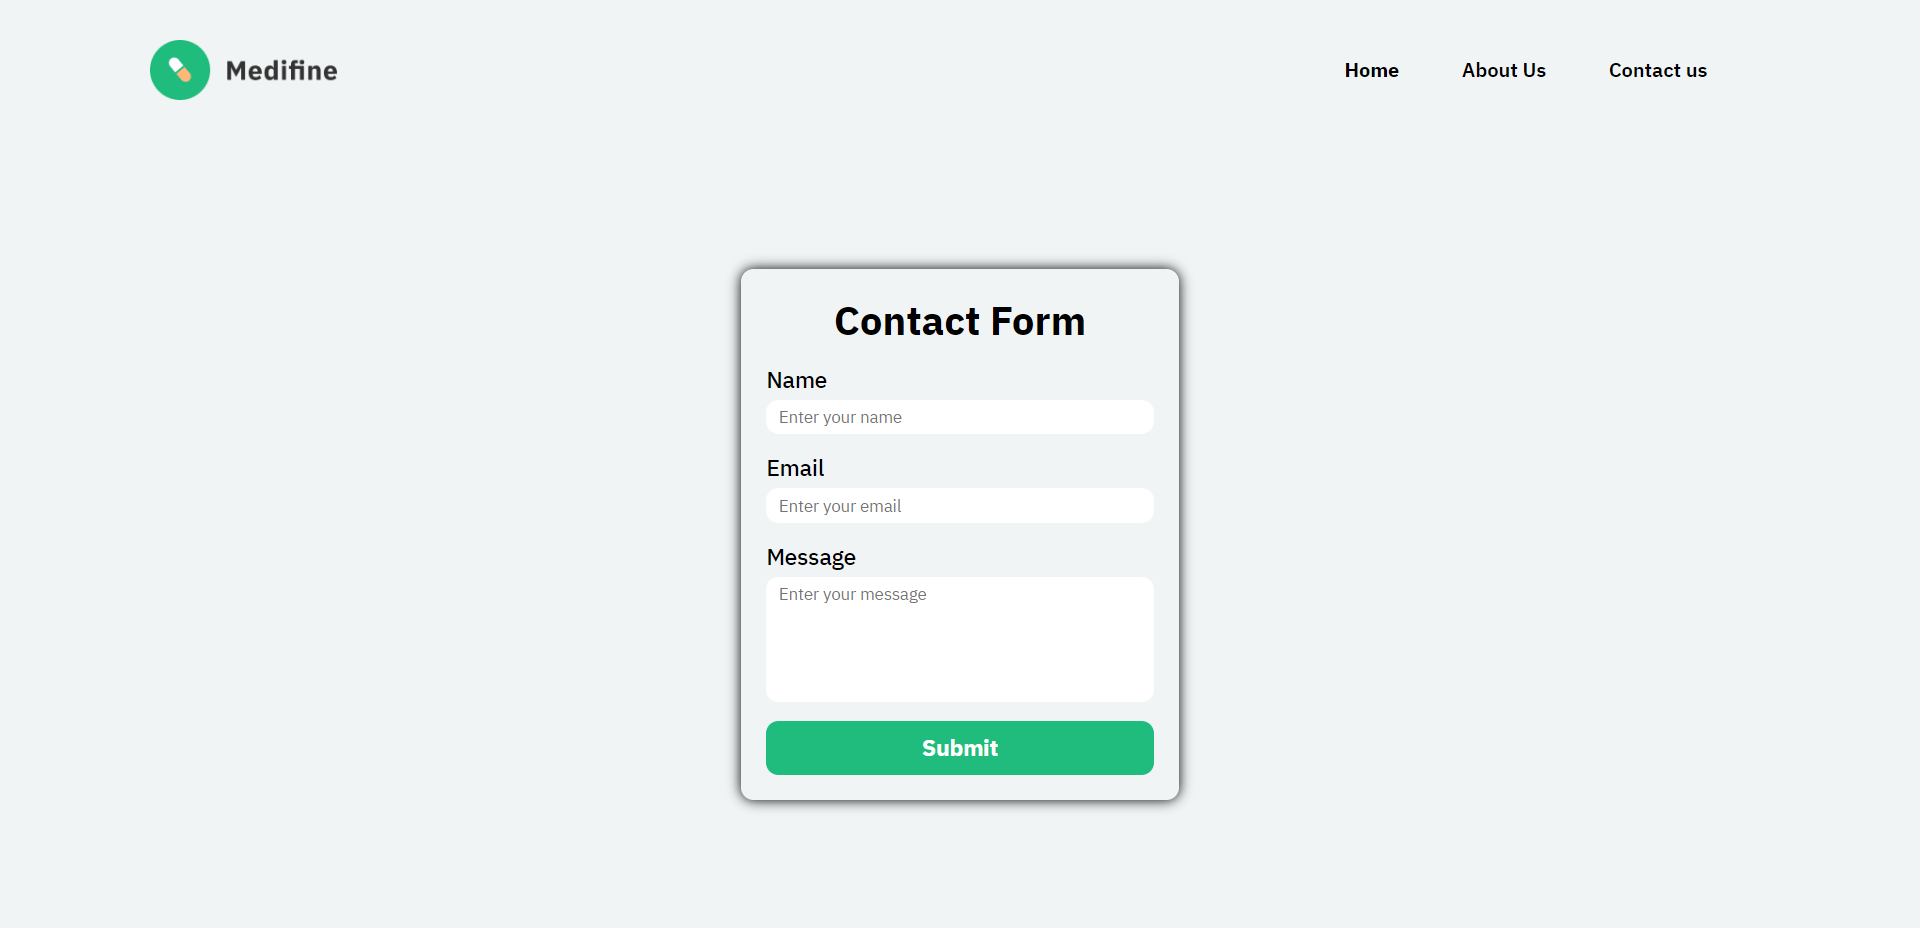 Medifine
Home About Us Contact us
Contact Form
Name
Enter your name
Email
Enter your email
Message
Enter your message
Submit